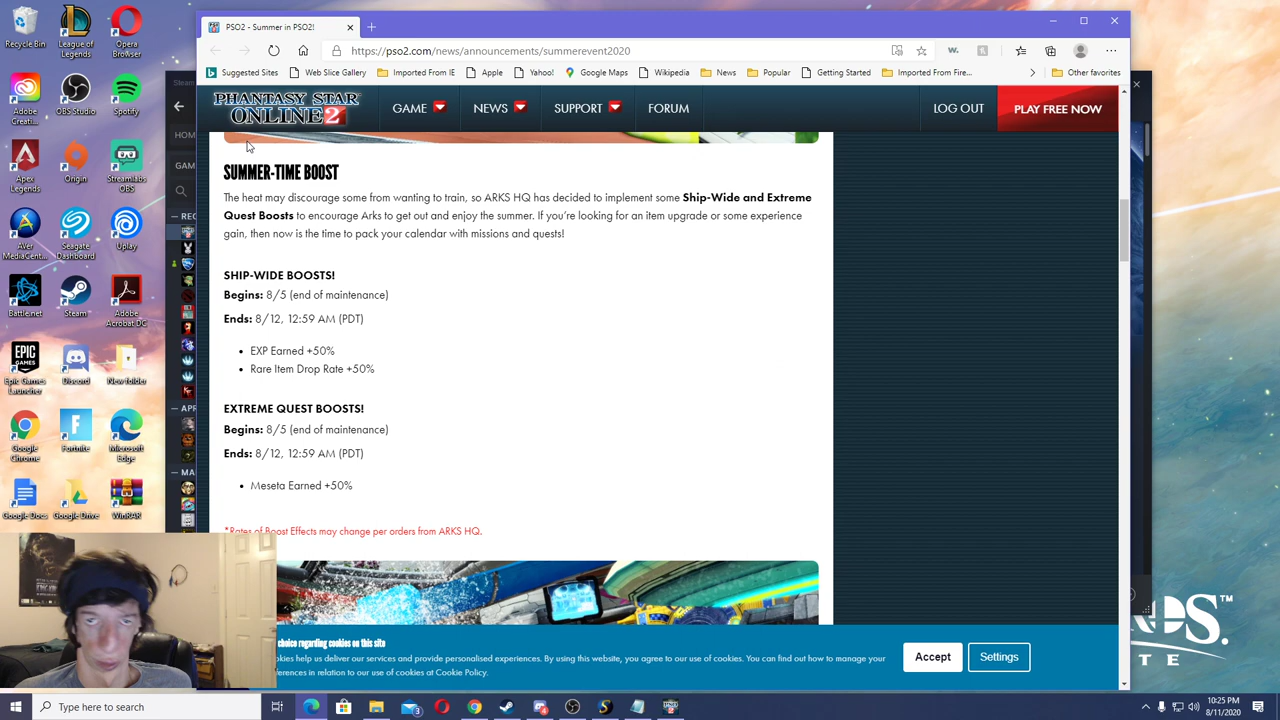 Recycle Bin
League of Legends
Opera Browser
Adobe Creati...
OBS Studio
Spotify
Apex Legends
Origin
Streamlabs OBS
AVer MediaCent...
Seagate Dashboard
Uplay
Battle.net
Steam
Adobe Acrobat DC
Epic Games Launcher
Discord
New folder
Google Chrome
Fortnite
Microsoft Edge
Google Docs
Google Drive
WinRAR
Steam
HOM
GAM
REC
APR
MA
PSO2 - Summer in PSO2!
https://pso2.com/news/announcements/summerevent2020
Suggested Sites
Web Slice Gallery
Imported From IE
Apple
Yahoo!
Google Maps
Wikipedia
News
Popular
Getting Started
Imported From Fire...
Other favorites
PHANTASY STAR ONLINE 2
GAME
NEWS
SUPPORT
FORUM
LOG OUT
PLAY FREE NOW
SUMMER-TIME BOOST
The heat may discourage some from wanting to train, so ARKS HQ has decided to implement some Ship-Wide and Extreme
Quest Boosts to encourage Arks to get out and enjoy the summer. If you're looking for an item upgrade or some experience
gain, then now is the time to pack your calendar with missions and quests!
SHIP-WIDE BOOSTS!
Begins: 8/5 (end of maintenance)
Ends: 8/12, 12:59 AM (PDT)
• EXP Earned +50%
• Rare Item Drop Rate +50%
EXTREME QUEST BOOSTS!
Begins: 8/5 (end of maintenance)
Ends: 8/12, 12:59 AM (PDT)
• Meseta Earned +50%
*Rates of Boost Effects may change per orders from ARKS HQ.
choice regarding cookies on this site
okies help us deliver our services and provide personalised experiences. By using this website, you agree to our use of cookies. You can find out how to manage your
ferences in relation to our use of cookies at Cookie Policy.
Accept
Settings
TE
Type here to search
10:25 PM
8/11/2020